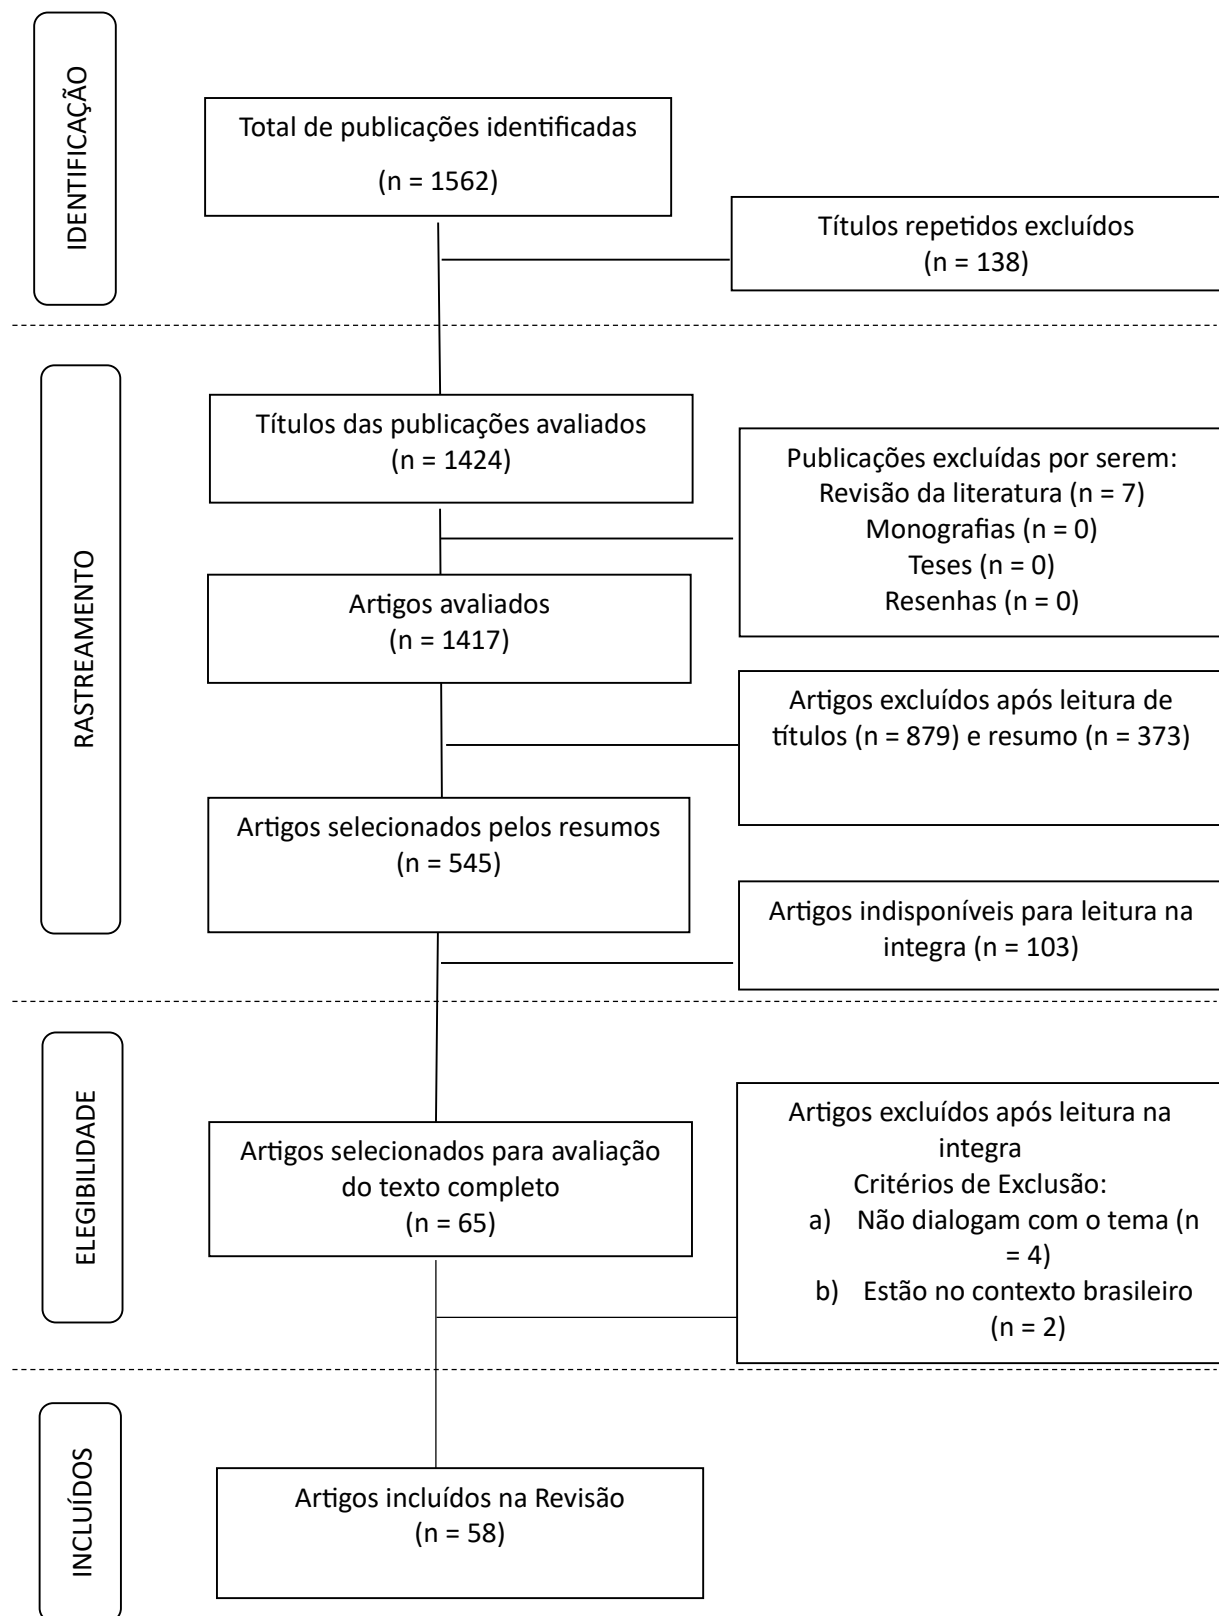 IDENTIFICAÇÃO
Total de publicações identificadas
(n = 1562)
Títulos repetidos excluídos
(n = 138)
RASTREAMENTO
Títulos das publicações avaliados
(n = 1424)
Publicações excluídas por serem:
Revisão da literatura (n = 7)
Monografias (n = 0)
Teses (n = 0)
Resenhas (n = 0)
Artigos avaliados
(n = 1417)
Artigos excluídos após leitura de
títulos (n = 879) e resumo (n = 373)
Artigos selecionados pelos resumos
(n = 545)
Artigos indisponíveis para leitura na
integra (n = 103)
ELEGIBILIDADE
Artigos selecionados para avaliação
do texto completo
(n = 65)
Artigos excluídos após leitura na
integra
Critérios de Exclusão:
a) Não dialogam com o tema (n
= 4)
b) Estão no contexto brasileiro
(n = 2)
INCLUÍDOS
Artigos incluídos na Revisão
(n = 58)